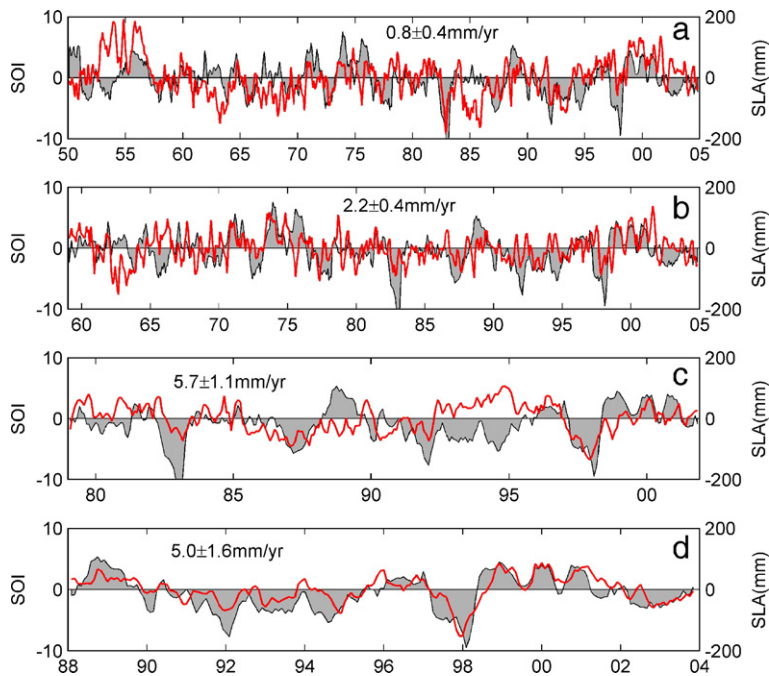 10 200
a
0.8±0.4mm/yr
SOI 0 0 SLA(mm)
-10 -200
50 55 60 65 70 75 80 85 90 95 00 05
10 200
b
2.2±0.4mm/yr
SOI 0 0 SLA(mm)
-10 -200
60 65 70 75 80 85 90 95 00 05
10 200
c
5.7±1.1mm/yr
SOI 0 0 SLA(mm)
-10 -200
80 85 90 95 00
10 200
d
5.0±1.6mm/yr
SOI 0 0 SLA(mm)
-10 -200
88 90 92 94 96 98 00 02 04